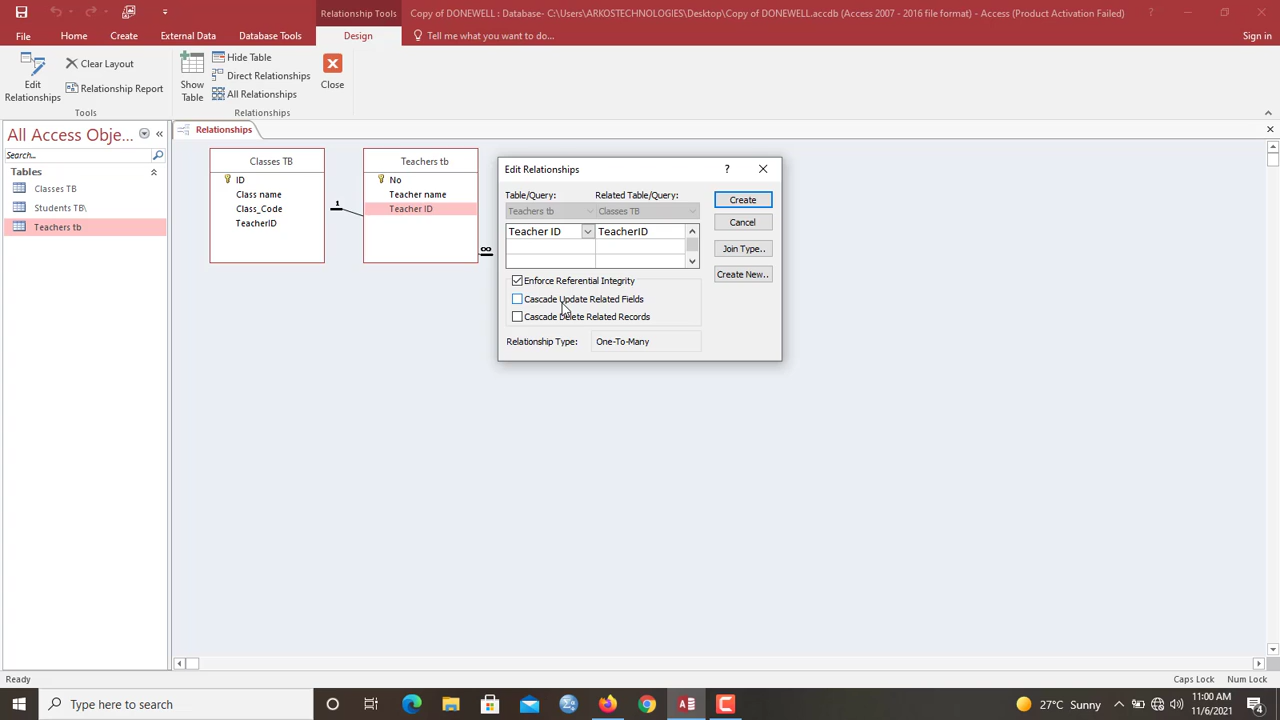 Relationship Tools
Copy of DONEWELL : Database- C:\Users\ARKOSTECHNOLOGIES\Desktop\Copy of DONEWELL.accdb (Access 2007 - 2016 file format) - Access (Product Activation Failed)
File Home Create External Data Database Tools Design Tell me what you want to do... Sign in
Edit Relationships
Clear Layout
Relationship Report
Tools
Show Table
Hide Table
Direct Relationships
All Relationships
Relationships
Close
All Access Obje...
Search...
Tables
Classes TB
Students TB\
Teachers tb
Relationships
Classes TB
ID
Class name
Class_Code
TeacherID
1
Teachers tb
No
Teacher name
Teacher ID
∞
Edit Relationships
?
Table/Query: Related Table/Query:
Teachers tb Classes TB
Teacher ID TeacherID
Enforce Referential Integrity
Cascade Update Related Fields
Cascade Delete Related Records
Relationship Type: One-To-Many
Create
Cancel
Join Type..
Create New..
Ready
Caps Lock Num Lock
Type here to search
27°C Sunny
11:00 AM
11/6/2021
4